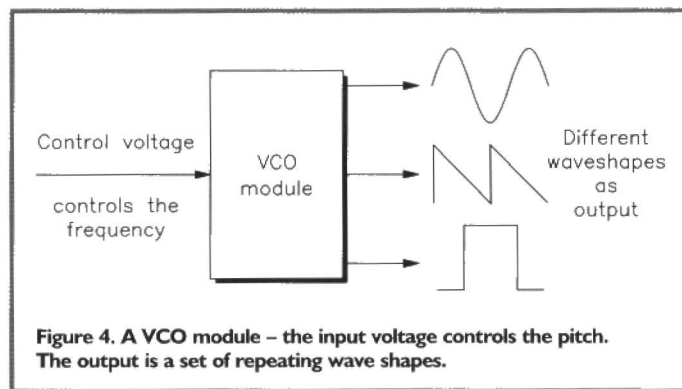 Control voltage
controls the
frequency
VCO
module
Different
waveshapes
as
output
Figure 4. A VCO module – the input voltage controls the pitch.
The output is a set of repeating wave shapes.